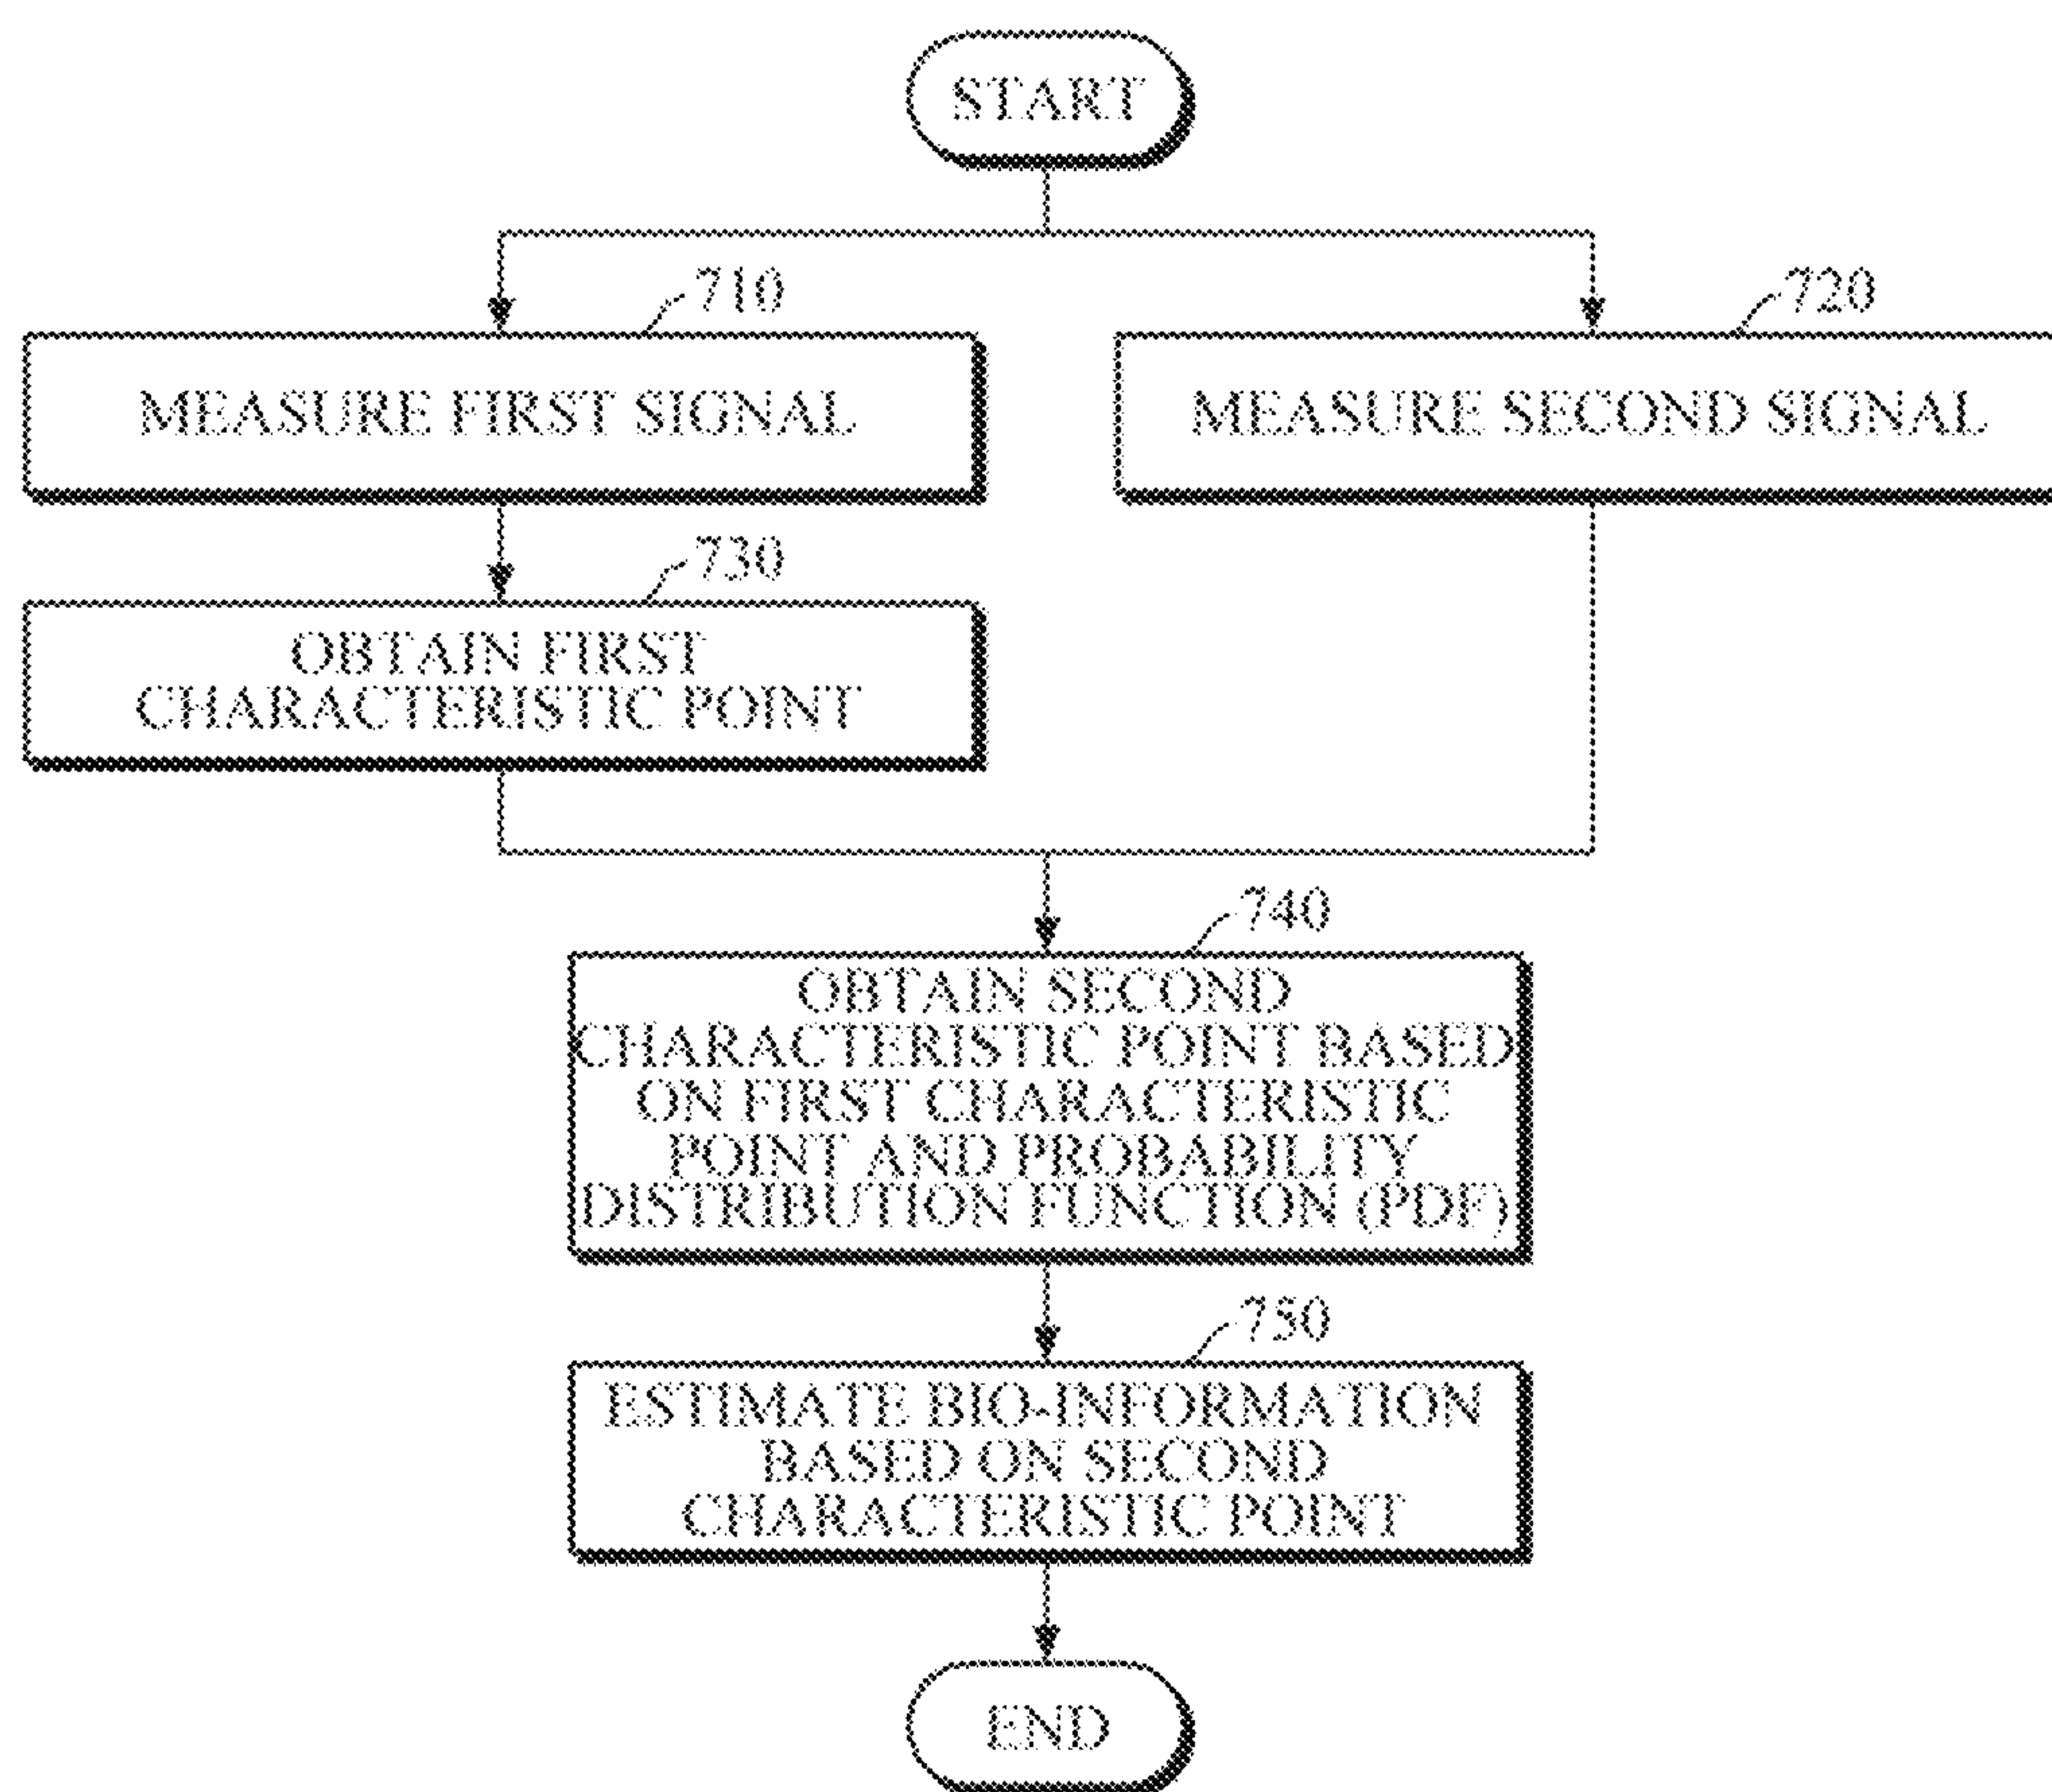 START
710
720
MEASURE FIRST SIGNAL
MEASURE SECOND SIGNAL
730
OBTAIN FIRST
CHARACTERISTIC POINT
740
OBTAIN SECOND
CHARACTERISTIC POINT BASED
ON FIRST CHARACTERISTIC
POINT AND PROBABILITY
DISTRIBUTION FUNCTION (PDF)
750
ESTIMATE BIO-INFORMATION
BASED ON SECOND
CHARACTERISTIC POINT
END